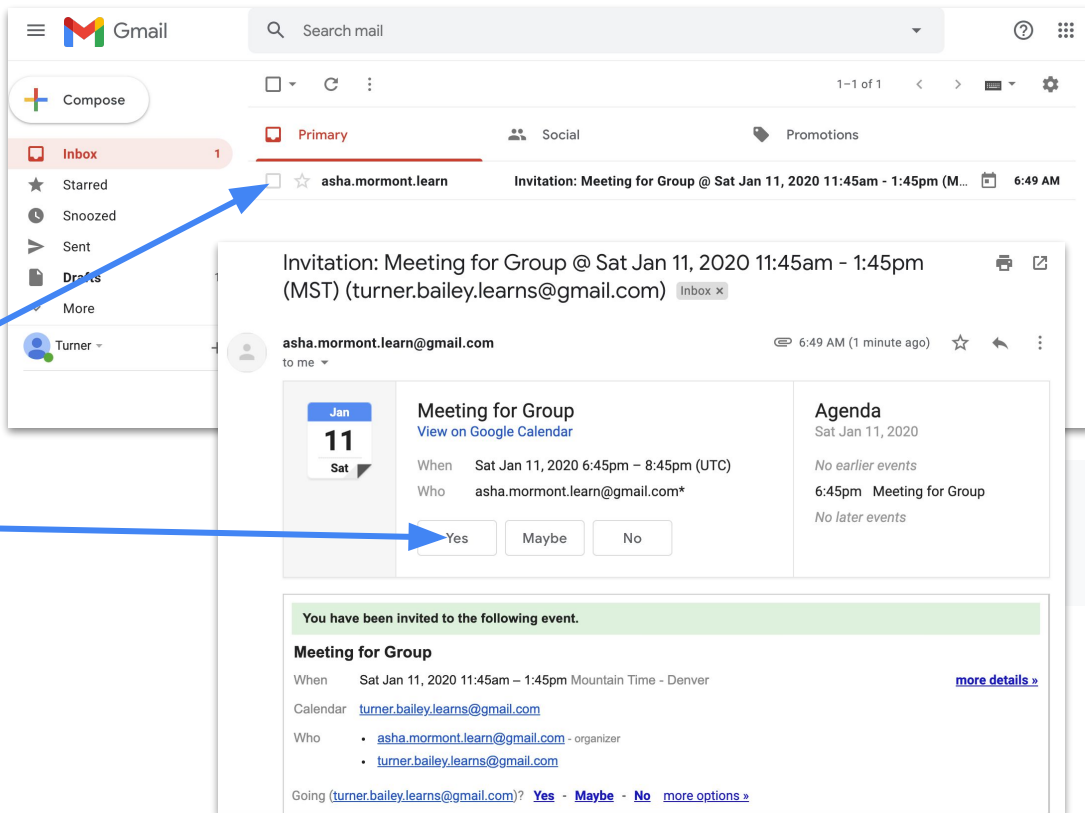 Gmail
Search mail
Compose
1–1 of 1
Primary
Social
Promotions
Inbox 1
Starred
Snoozed
Sent
Drafts 1
More
Turner
asha.mormont.learn Invitation: Meeting for Group @ Sat Jan 11, 2020 11:45am - 1:45pm (M... 6:49 AM
Invitation: Meeting for Group @ Sat Jan 11, 2020 11:45am - 1:45pm
(MST) (turner.bailey.learns@gmail.com) Inbox ×
asha.mormont.learn@gmail.com 6:49 AM (1 minute ago)
to me
Jan
11
Sat
Meeting for Group
View on Google Calendar
When Sat Jan 11, 2020 6:45pm – 8:45pm (UTC)
Who asha.mormont.learn@gmail.com*
Yes Maybe No
Agenda
Sat Jan 11, 2020
No earlier events
6:45pm Meeting for Group
No later events
You have been invited to the following event.
Meeting for Group
When Sat Jan 11, 2020 11:45am – 1:45pm Mountain Time - Denver more details »
Calendar turner.bailey.learns@gmail.com
Who • asha.mormont.learn@gmail.com - organizer
• turner.bailey.learns@gmail.com
Going (turner.bailey.learns@gmail.com)? Yes - Maybe - No more options »